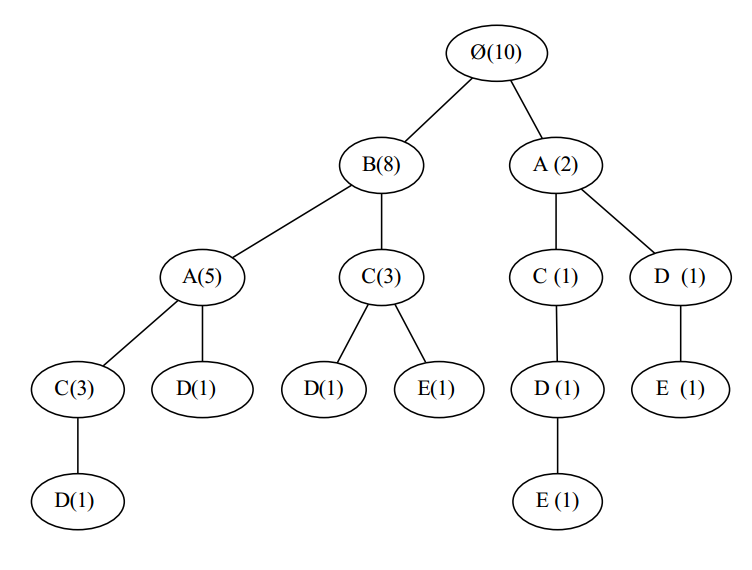 Ø(10)
B(8) A (2)
A(5) C(3) C (1) D (1)
C(3) D(1) D(1) E(1) D (1) E (1)
D(1) E (1)